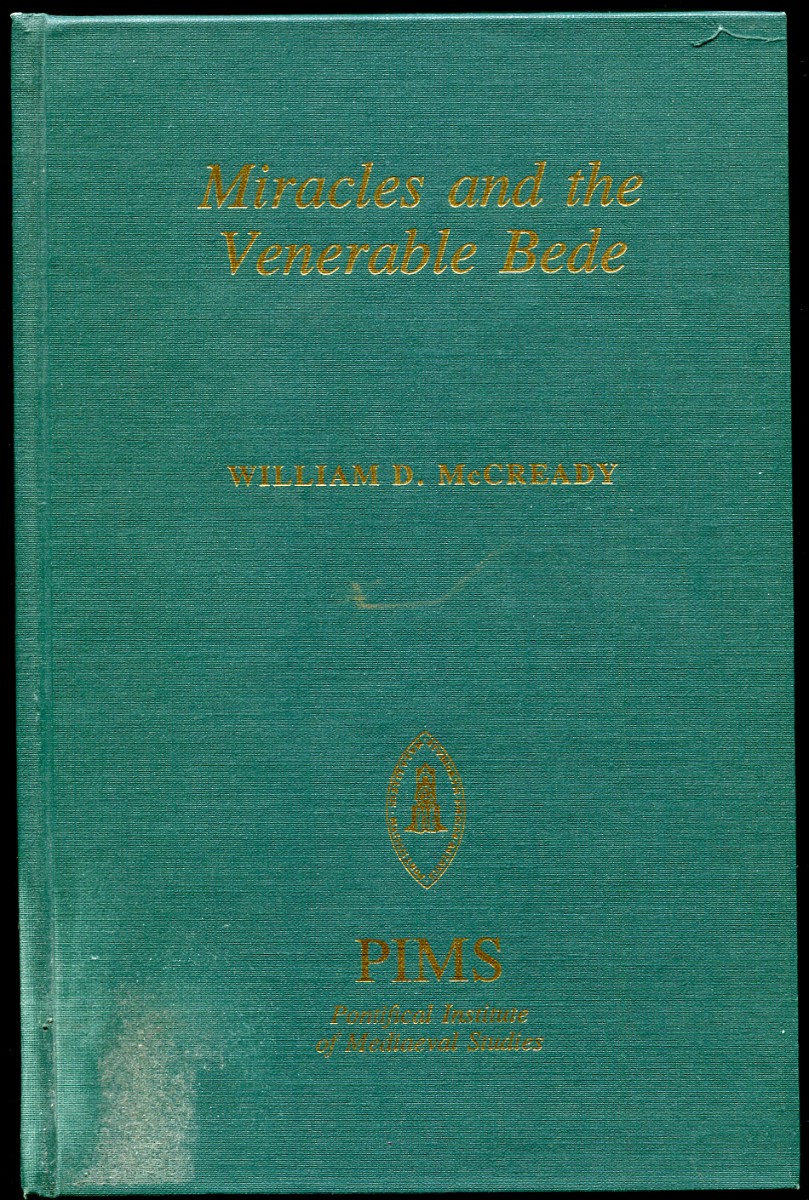 Miracles and the
Venerable Bede
WILLIAM D. McCREADY
PIMS
Pontifical Institute
of Mediaeval Studies